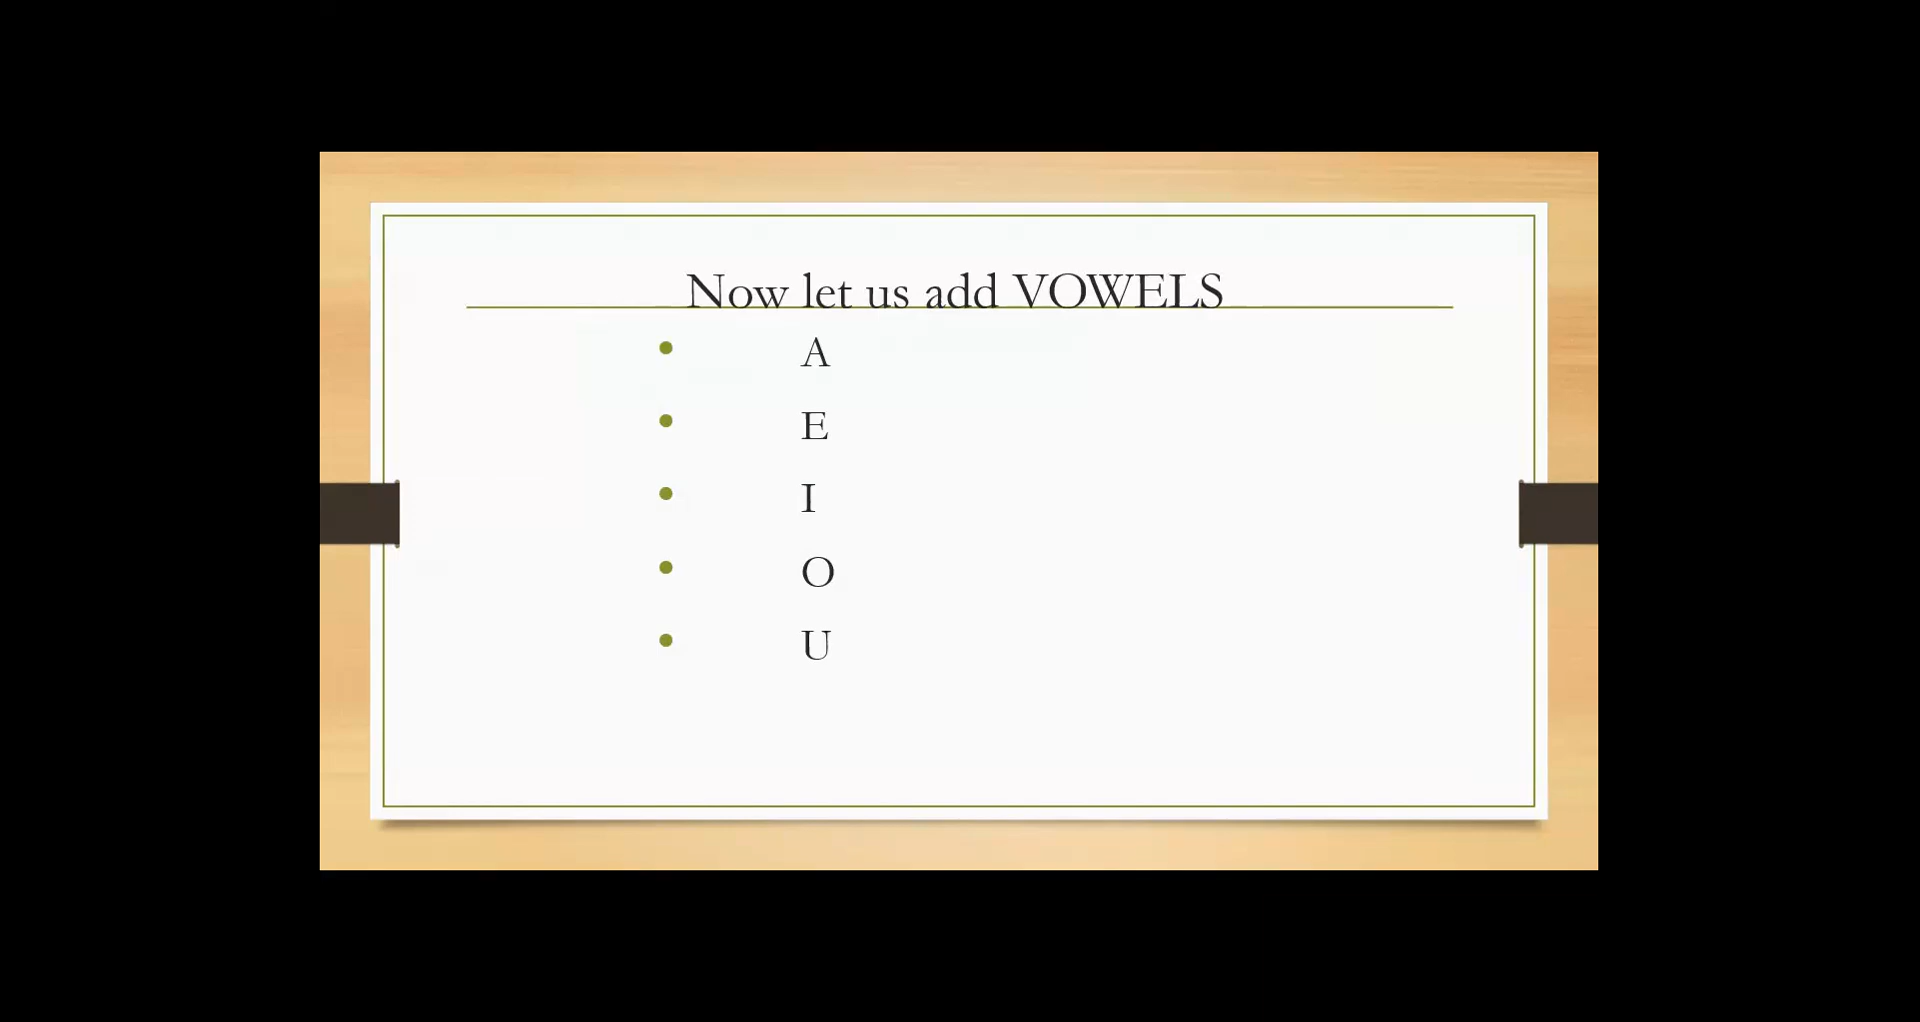 Now let us add VOWELS
• A
• E
• I
• O
• U